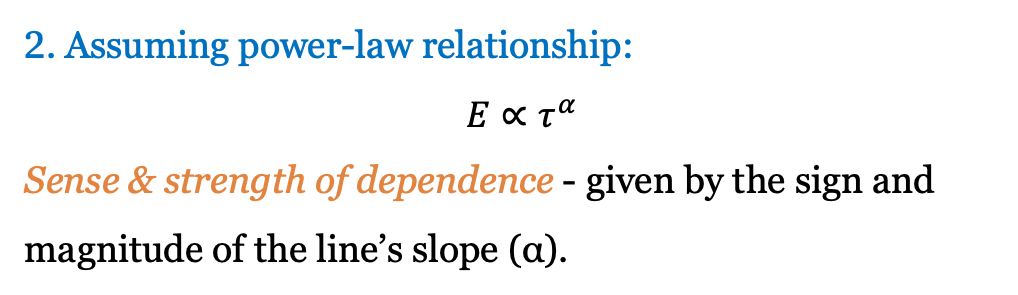 2. Assuming power-law relationship:
E ∝ τ^α
Sense & strength of dependence - given by the sign and
magnitude of the line’s slope (α).